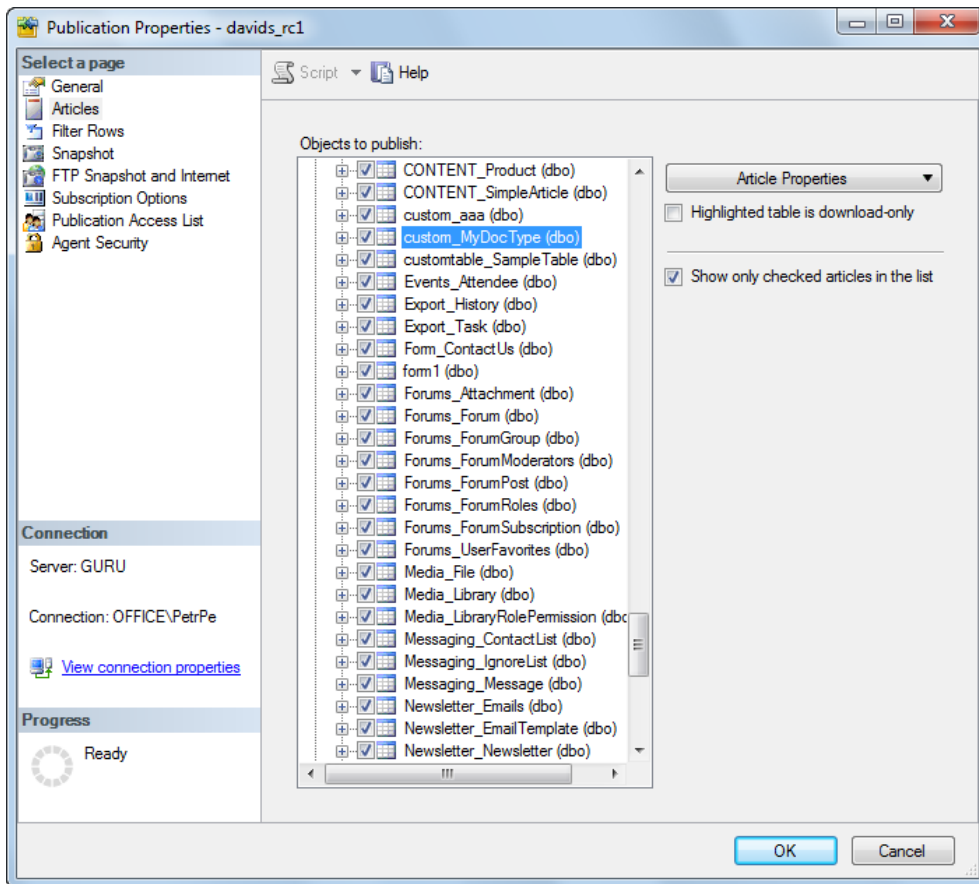 Publication Properties - davids_rc1
Select a page
General
Articles
Filter Rows
Snapshot
FTP Snapshot and Internet
Subscription Options
Publication Access List
Agent Security
Connection
Server: GURU
Connection: OFFICE\PetrPe
View connection properties
Progress
Ready
Script
Help
Objects to publish:
CONTENT_Product (dbo)
CONTENT_SimpleArticle (dbo)
custom_aaa (dbo)
custom_MyDocType (dbo)
customtable_SampleTable (dbo)
Events_Attendee (dbo)
Export_History (dbo)
Export_Task (dbo)
Form_ContactUs (dbo)
form1 (dbo)
Forums_Attachment (dbo)
Forums_Forum (dbo)
Forums_ForumGroup (dbo)
Forums_ForumModerators (dbo)
Forums_ForumPost (dbo)
Forums_ForumRoles (dbo)
Forums_ForumSubscription (dbo)
Forums_UserFavorites (dbo)
Media_File (dbo)
Media_Library (dbo)
Media_LibraryRolePermission (dbo
Messaging_ContactList (dbo)
Messaging_IgnoreList (dbo)
Messaging_Message (dbo)
Newsletter_Emails (dbo)
Newsletter_EmailTemplate (dbo)
Newsletter_Newsletter (dbo)
Article Properties
Highlighted table is download-only
Show only checked articles in the list
OK
Cancel